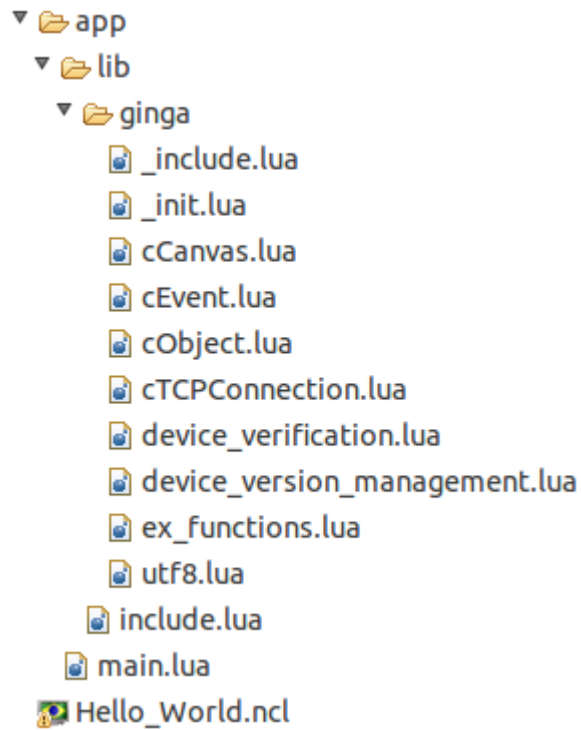 app
lib
ginga
_include.lua
_init.lua
cCanvas.lua
cEvent.lua
cObject.lua
cTCPConnection.lua
device_verification.lua
device_version_management.lua
ex_functions.lua
utf8.lua
include.lua
main.lua
Hello_World.ncl